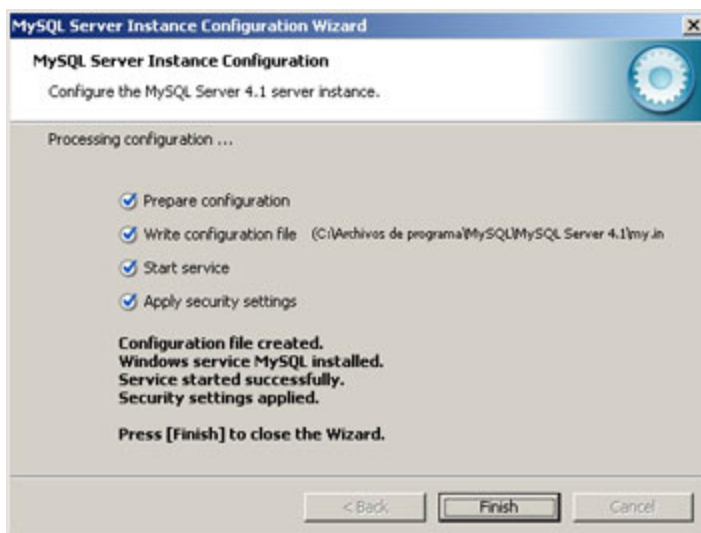 MySQL Server Instance Configuration Wizard
MySQL Server Instance Configuration
Configure the MySQL Server 4.1 server instance.
Processing configuration ...
Prepare configuration
Write configuration file (C:\Archivos de programa\MySQL\MySQL Server 4.1\my.in
Start service
Apply security settings
Configuration file created.
Windows service MySQL installed.
Service started successfully.
Security settings applied.
Press [Finish] to close the Wizard.
< Back Finish Cancel